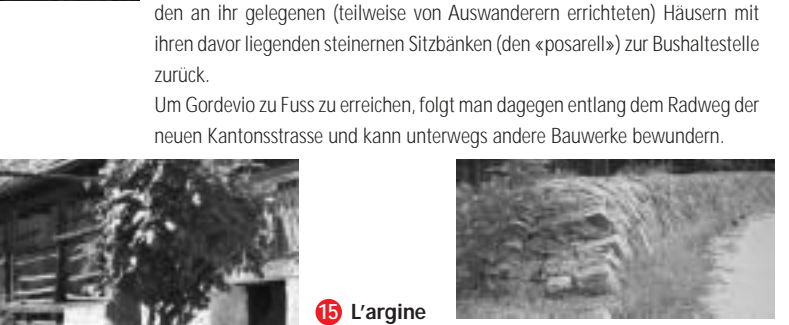 den an ihr gelegenen (teilweise von Auswanderern errichteten) Häusern mit
ihren davor liegenden steinernen Sitzbänken (den «posarell») zur Bushaltestelle
zurück.
Um Gordevio zu Fuss zu erreichen, folgt man dagegen entlang dem Radweg der
neuen Kantonsstrasse und kann unterwegs andere Bauwerke bewundern.
15 L'argine